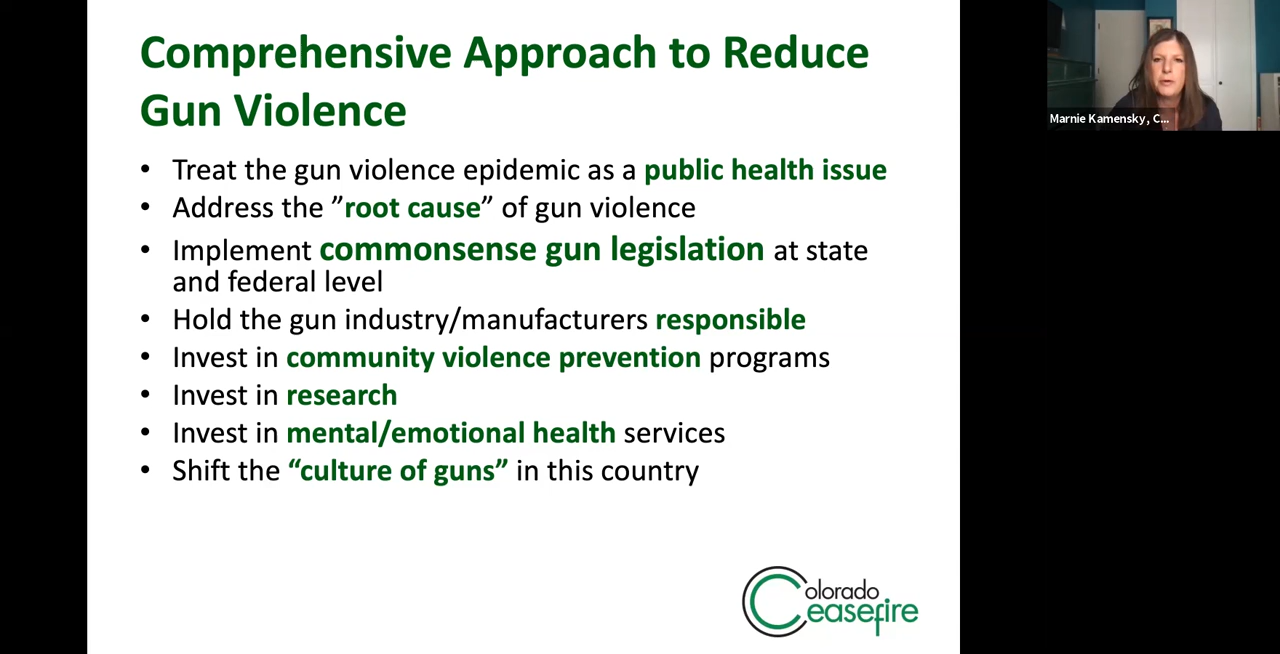 Comprehensive Approach to Reduce
Gun Violence
• Treat the gun violence epidemic as a public health issue
• Address the ”root cause” of gun violence
• Implement commonsense gun legislation at state
and federal level
• Hold the gun industry/manufacturers responsible
• Invest in community violence prevention programs
• Invest in research
• Invest in mental/emotional health services
• Shift the “culture of guns” in this country
Colorado
Ceasefire
Marnie Kamensky, C...